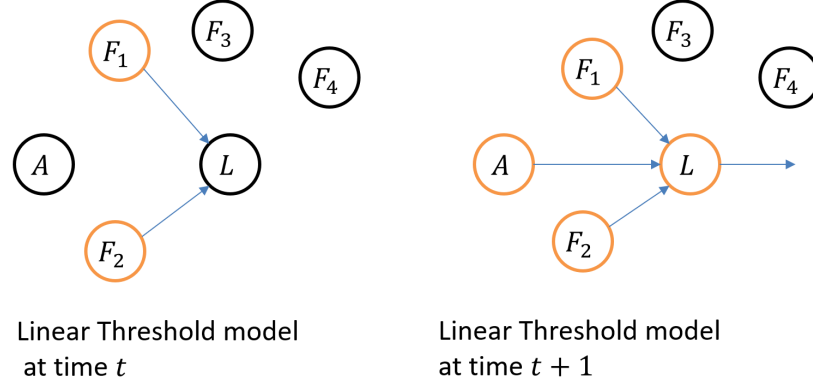 F₁
F₃
F₄
A
L
F₂
Linear Threshold model
at time t
F₃
F₁
F₄
A
L
F₂
Linear Threshold model
at time t + 1